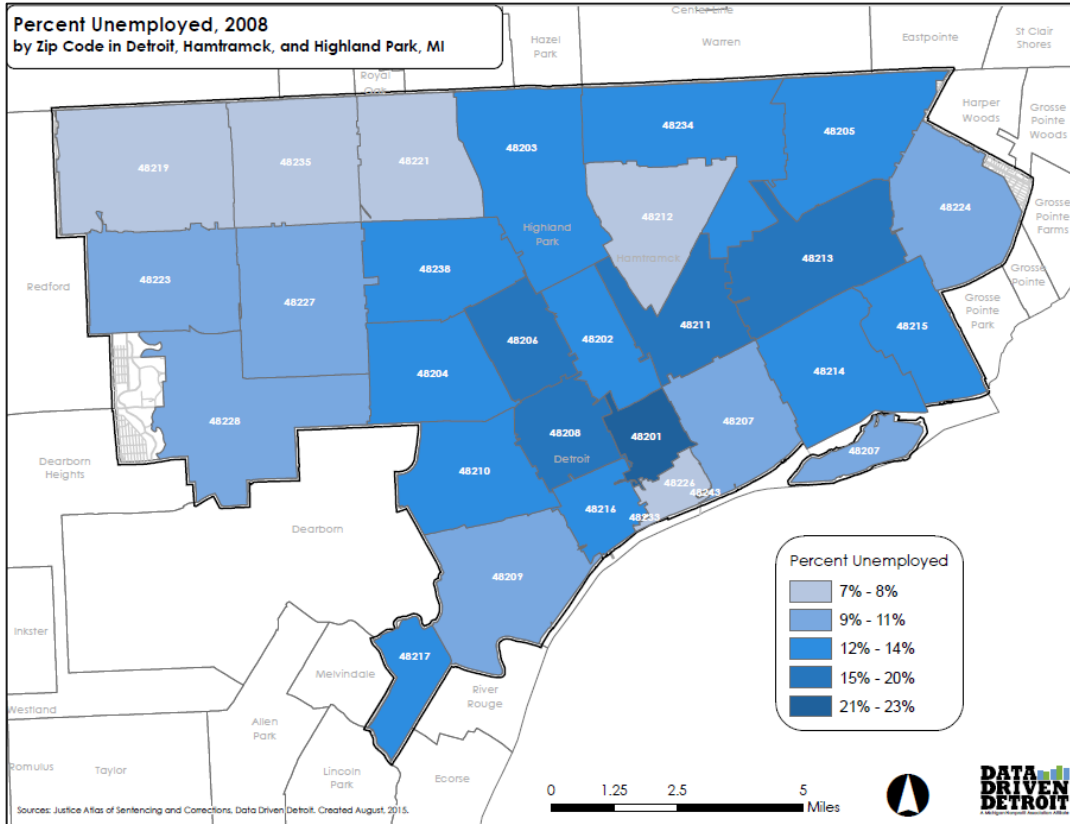 Percent Unemployed, 2008
by Zip Code in Detroit, Hamtramck, and Highland Park, MI
Center Line
Hazel
Park
Warren
Eastpointe
St Clair
Shores
Royal
Oak
Harper
Woods
Grosse
Pointe
Woods
48219
48235
48221
48203
48234
48205
48212
48224
Grosse
Pointe
Farms
Highland
Park
Hamtramck
48213
Redford
48223
48227
48238
Grosse
Pointe
Grosse
Pointe
Park
48206
48202
48211
48215
48204
48214
48228
48208
Detroit
48201
48207
48207
Dearborn
Heights
48210
48226
48243
48233
48216
Dearborn
48209
Percent Unemployed
7% - 8%
9% - 11%
12% - 14%
15% - 20%
21% - 23%
Inkster
48217
Melvindale
River
Rouge
Westland
Allen
Park
Romulus
Taylor
Lincoln
Park
Ecorse
0 1.25 2.5 5
Miles
Sources: Justice Atlas of Sentencing and Corrections, Data Driven Detroit. Created August, 2015.
DATA
DRIVEN
DETROIT